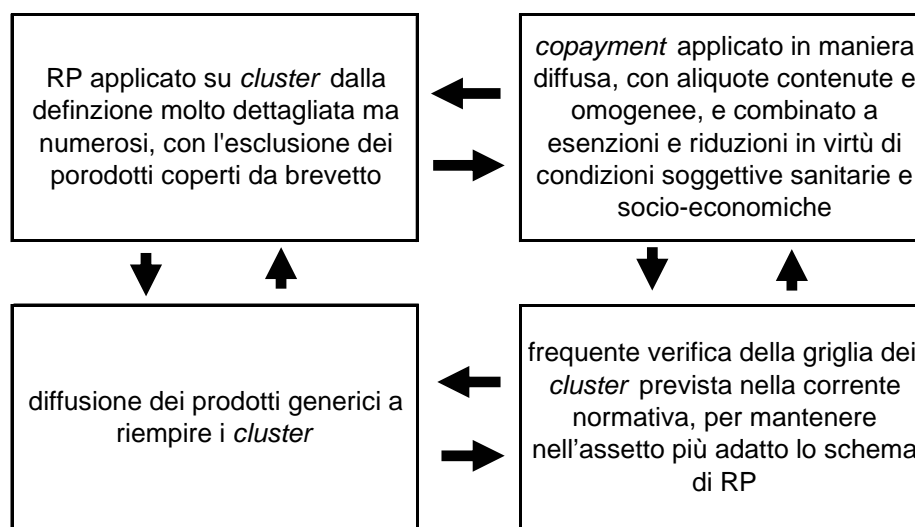 RP applicato su cluster dalla
definzione molto dettagliata ma
numerosi, con l'esclusione dei
porodotti coperti da brevetto
copayment applicato in maniera
diffusa, con aliquote contenute e
omogenee, e combinato a
esenzioni e riduzioni in virtù di
condizioni soggettive sanitarie e
socio-economiche
diffusione dei prodotti generici a
riempire i cluster
frequente verifica della griglia dei
cluster prevista nella corrente
normativa, per mantenere
nell'assetto più adatto lo schema
di RP